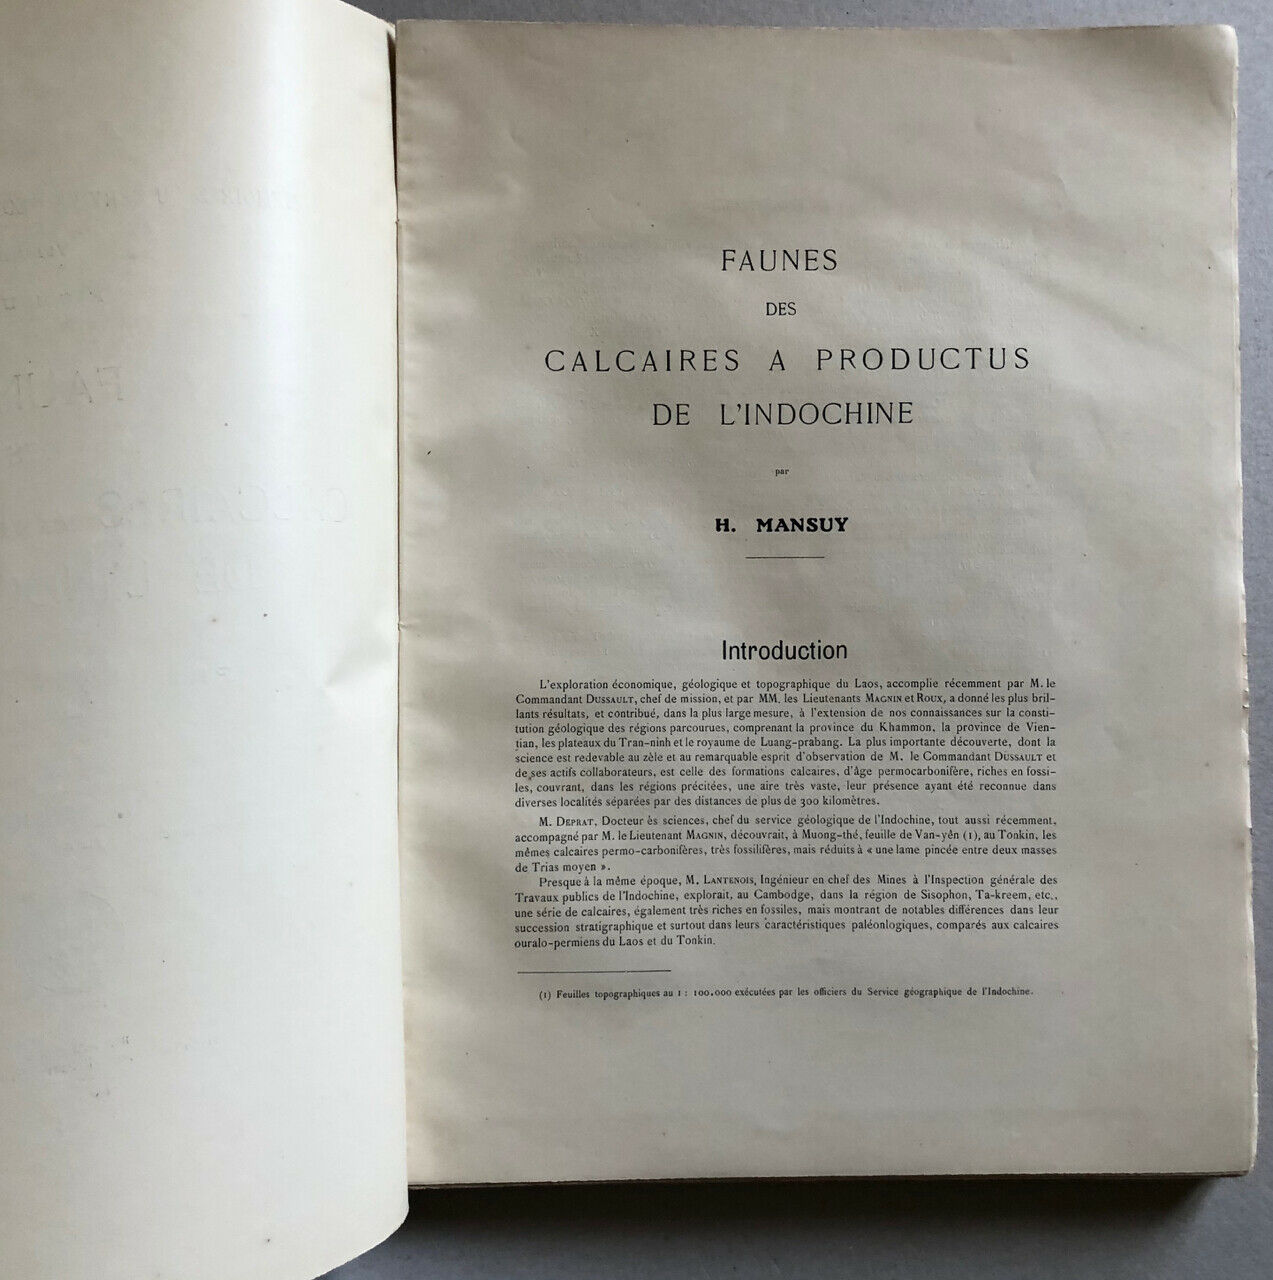 FAUNES
DES
CALCAIRES A PRODUCTUS
DE L'INDOCHINE
par
H. MANSUY
Introduction
L'exploration économique, géologique et topographique du Laos, accomplie récemment par M. le
Commandant DUSSAULT, chef de mission, et par MM. les Lieutenants MAGNIN et ROUX, a donné les plus bril-
lants résultats, et contribué, dans la plus large mesure, à l'extension de nos connaissances sur la consti-
tution géologique des régions parcourues, comprenant la province du Khammon, la province de Vien-
tian, les plateaux du Tran-ninh et le royaume de Luang-prabang. La plus importante découverte, dont la
science est redevable au zèle et au remarquable esprit d'observation de M. le Commandant DUSSAULT et
de ses actifs collaborateurs, est celle des formations calcaires, d'âge permocarbonifère, riches en fossi-
les, couvrant, dans les régions précitées, une aire très vaste, leur présence ayant été reconnue dans
diverses localités séparées par des distances de plus de 300 kilomètres.
M. DEPRAT, Docteur ès sciences, chef du service géologique de l'Indochine, tout aussi récemment,
accompagné par M. le Lieutenant MAGNIN, découvrait, à Muong-thé, feuille de Van-yên (1), au Tonkin, les
mêmes calcaires permo-carbonifères, très fossilifères, mais réduits à « une lame pincée entre deux masses
de Trias moyen ».
Presque à la même époque, M. LANTENOIS, Ingénieur en chef des Mines à l'Inspection générale des
Travaux publics de l'Indochine, explorait, au Cambodge, dans la région de Sisophon, Ta-kreem, etc.,
une série de calcaires, également très riches en fossiles, mais montrant de notables différences dans leur
succession stratigraphique et surtout dans leurs caractéristiques paléonlogiques, comparés aux calcaires
ouralo-permiens du Laos et du Tonkin.
(1) Feuilles topographiques au 1 : 100.000 exécutées par les officiers du Service géographique de l'Indochine.